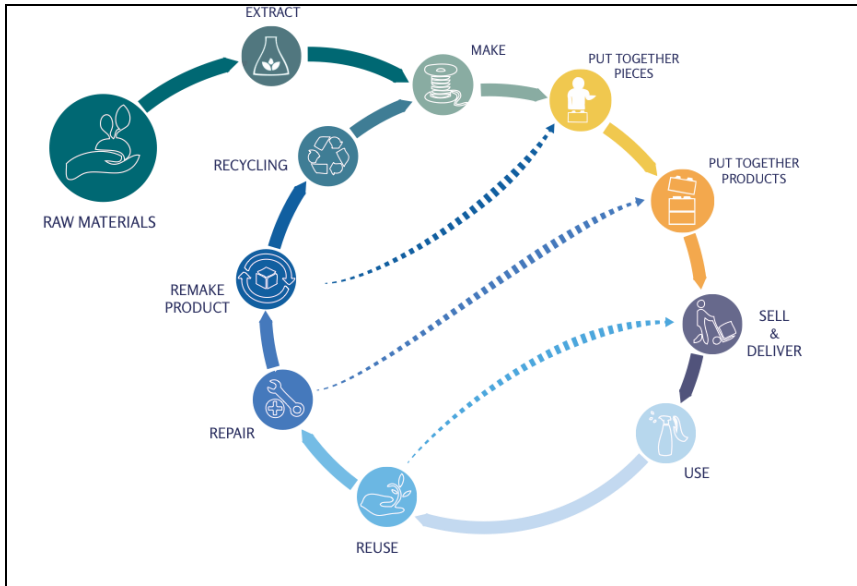 EXTRACT
MAKE
PUT TOGETHER
PIECES
RECYCLING
PUT TOGETHER
PRODUCTS
RAW MATERIALS
REMAKE
PRODUCT
SELL
&
DELIVER
REPAIR
USE
REUSE